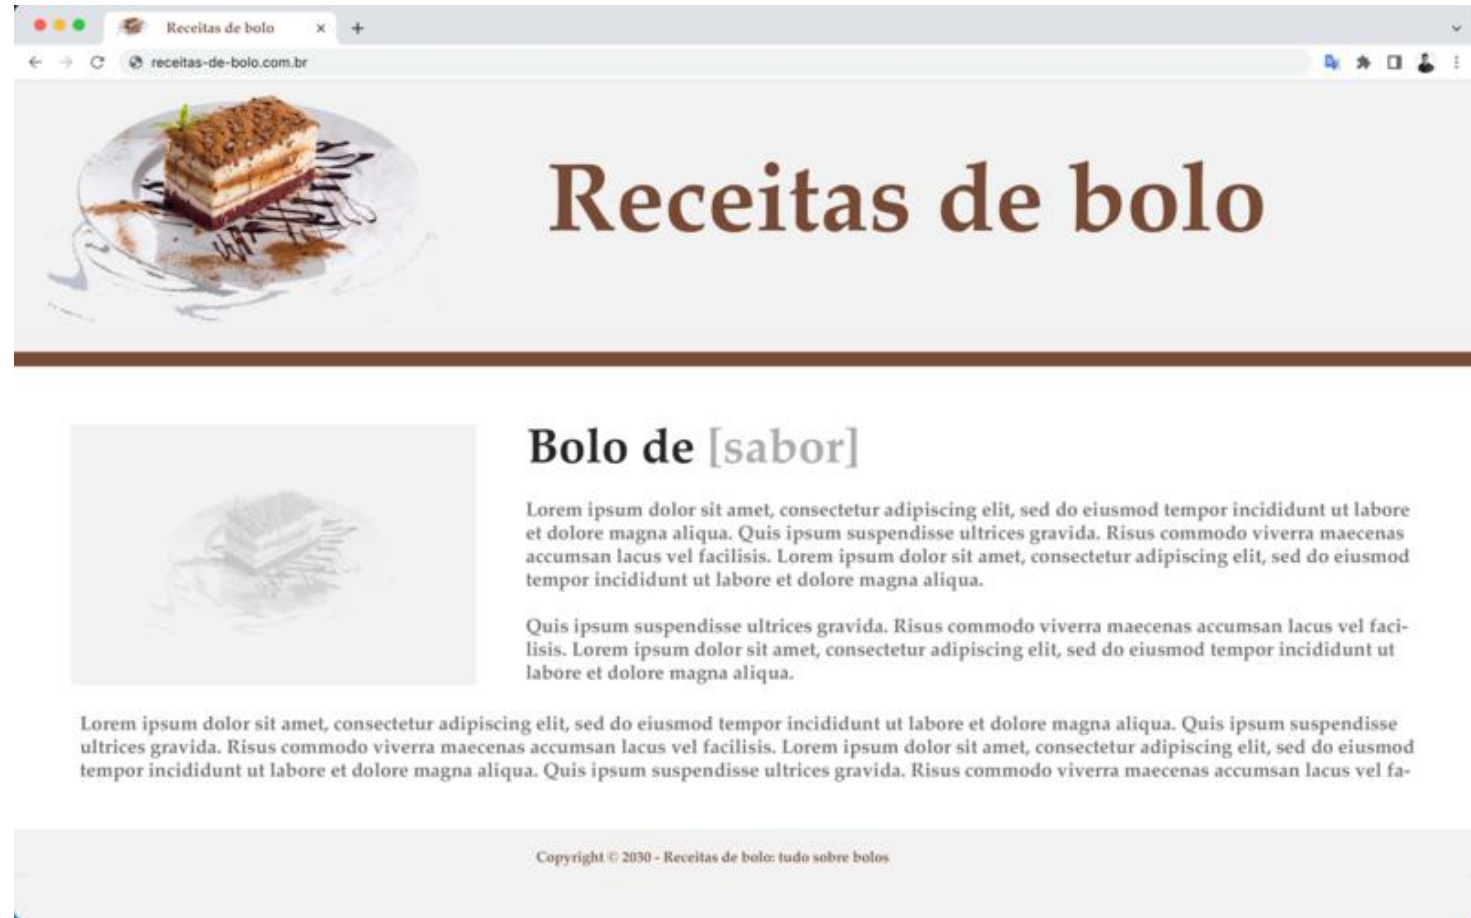 Receitas de bolo
receitas-de-bolo.com.br
Receitas de bolo
Bolo de [sabor]
Lorem ipsum dolor sit amet, consectetur adipiscing elit, sed do eiusmod tempor incididunt ut labore
et dolore magna aliqua. Quis ipsum suspendisse ultrices gravida. Risus commodo viverra maecenas
accumsan lacus vel facilisis. Lorem ipsum dolor sit amet, consectetur adipiscing elit, sed do eiusmod
tempor incididunt ut labore et dolore magna aliqua.
Quis ipsum suspendisse ultrices gravida. Risus commodo viverra maecenas accumsan lacus vel faci-
lisis. Lorem ipsum dolor sit amet, consectetur adipiscing elit, sed do eiusmod tempor incididunt ut
labore et dolore magna aliqua.
Lorem ipsum dolor sit amet, consectetur adipiscing elit, sed do eiusmod tempor incididunt ut labore et dolore magna aliqua. Quis ipsum suspendisse
ultrices gravida. Risus commodo viverra maecenas accumsan lacus vel facilisis. Lorem ipsum dolor sit amet, consectetur adipiscing elit, sed do eiusmod
tempor incididunt ut labore et dolore magna aliqua. Quis ipsum suspendisse ultrices gravida. Risus commodo viverra maecenas accumsan lacus vel fa-
Copyright © 2030 - Receitas de bolo: tudo sobre bolos